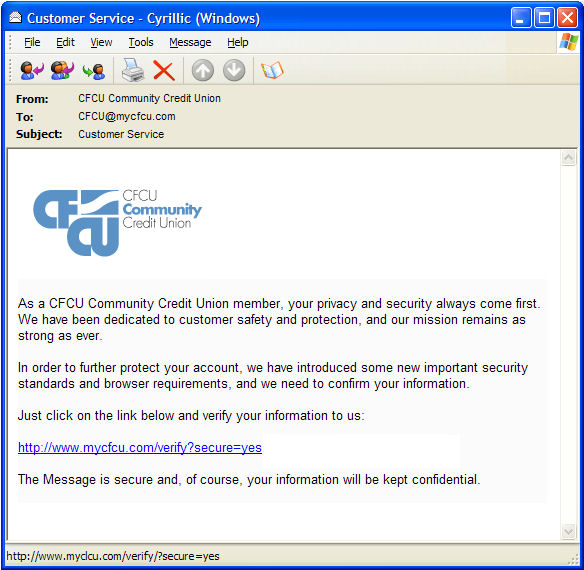 Customer Service - Cyrillic (Windows)
File Edit View Tools Message Help
From: CFCU Community Credit Union
To: CFCU@mycfcu.com
Subject: Customer Service
CFCU
CFCU
Community
Credit Union
As a CFCU Community Credit Union member, your privacy and security always come first.
We have been dedicated to customer safety and protection, and our mission remains as
strong as ever.
In order to further protect your account, we have introduced some new important security
standards and browser requirements, and we need to confirm your information.
Just click on the link below and verify your information to us:
http://www.mycfcu.com/verify?secure=yes
The Message is secure and, of course, your information will be kept confidential.
http://www.myclcu.com/verify/?secure=yes